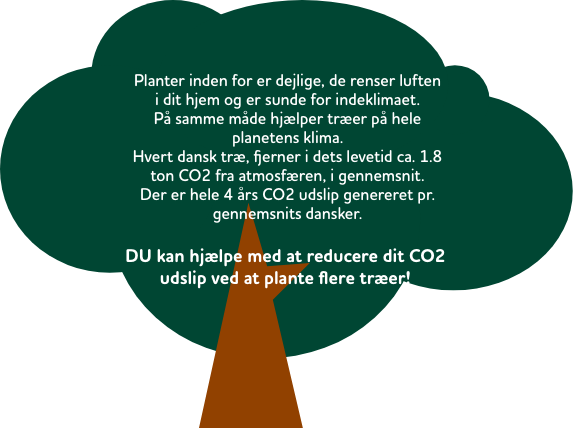 Planter inden for er dejlige, de renser luften
i dit hjem og er sunde for indeklimaet.
På samme måde hjælper træer på hele
planetens klima.
Hvert dansk træ, fjerner i dets levetid ca. 1.8
ton CO2 fra atmosfæren, i gennemsnit.
Der er hele 4 års CO2 udslip genereret pr.
gennemsnits dansker.
DU kan hjælpe med at reducere dit CO2
udslip ved at plante flere træer!